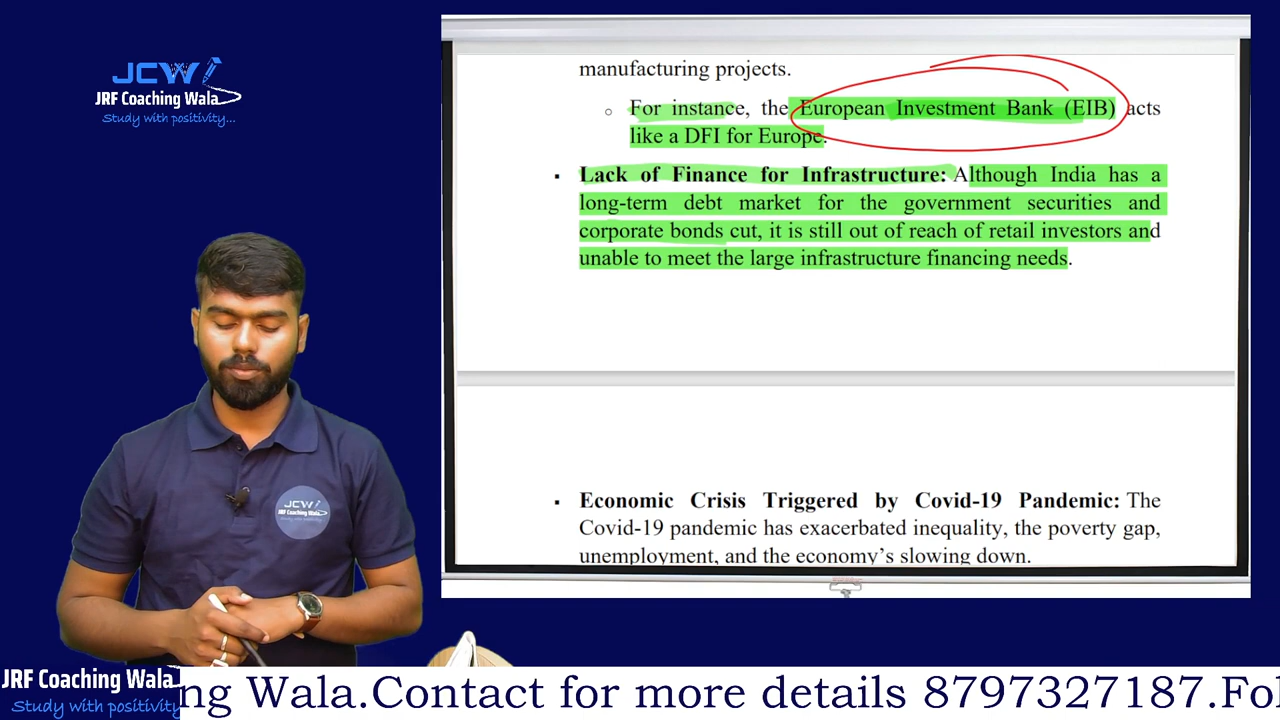 JCW
JRF Coaching Wala
Study with positivity...
manufacturing projects.
For instance, the European Investment Bank (EIB) acts
like a DFI for Europe.
Lack of Finance for Infrastructure: Although India has a
long-term debt market for the government securities and
corporate bonds cut, it is still out of reach of retail investors and
unable to meet the large infrastructure financing needs.
Economic Crisis Triggered by Covid-19 Pandemic: The
Covid-19 pandemic has exacerbated inequality, the poverty gap,
unemployment, and the economy's slowing down.
JCW
JRF Coaching Wala
JRF Coaching Wala
Study with positivity
ng Wala.Contact for more details 8797327187.Fol